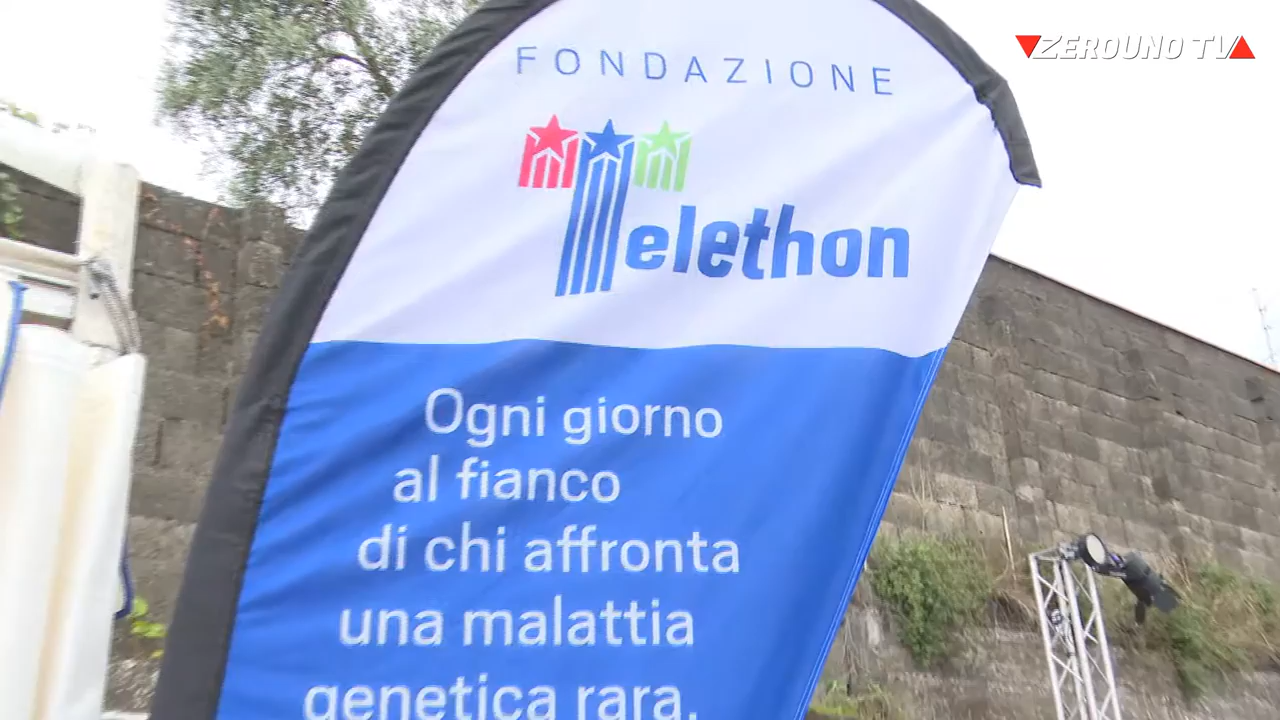 ZEROUNO TV
FONDAZIONE
Telethon
Ogni giorno
al fianco
di chi affronta
una malattia
genetica rara.